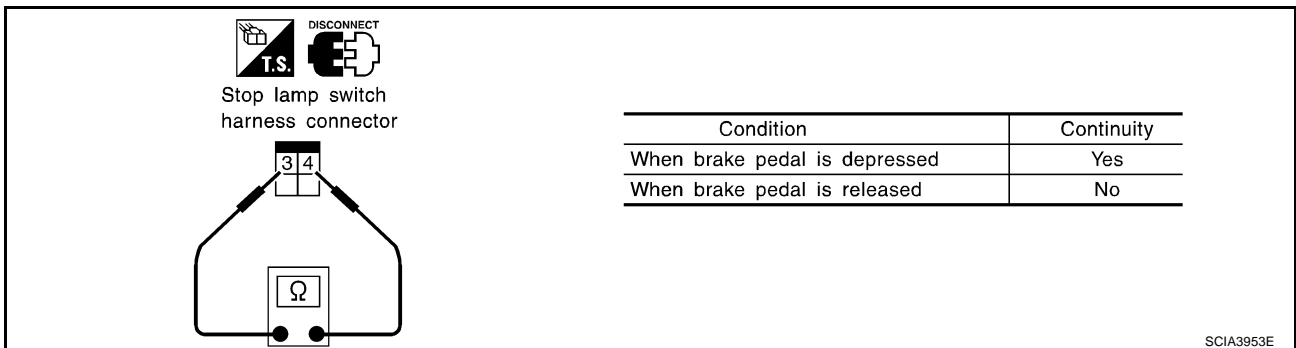 DISCONNECT
T.S.
Stop lamp switch
harness connector
3 4
Ω
Condition Continuity
When brake pedal is depressed Yes
When brake pedal is released No
SCIA3953E